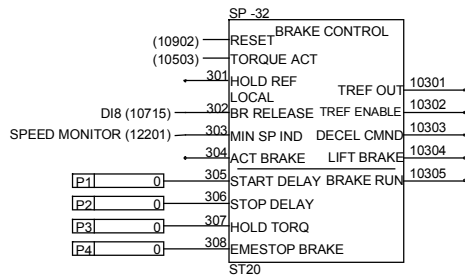 SP -32
BRAKE CONTROL
(10902) RESET
(10503) TORQUE ACT
301 HOLD REF
LOCAL
DI8 (10715) 302 BR RELEASE
SPEED MONITOR (12201) 303 MIN SP IND
304 ACT BRAKE
P1 0 305 START DELAY
P2 0 306 STOP DELAY
P3 0 307 HOLD TORQ
P4 0 308 EMESTOP BRAKE
TREF OUT 10301
TREF ENABLE 10302
DECEL CMND 10303
LIFT BRAKE 10304
BRAKE RUN 10305
ST20